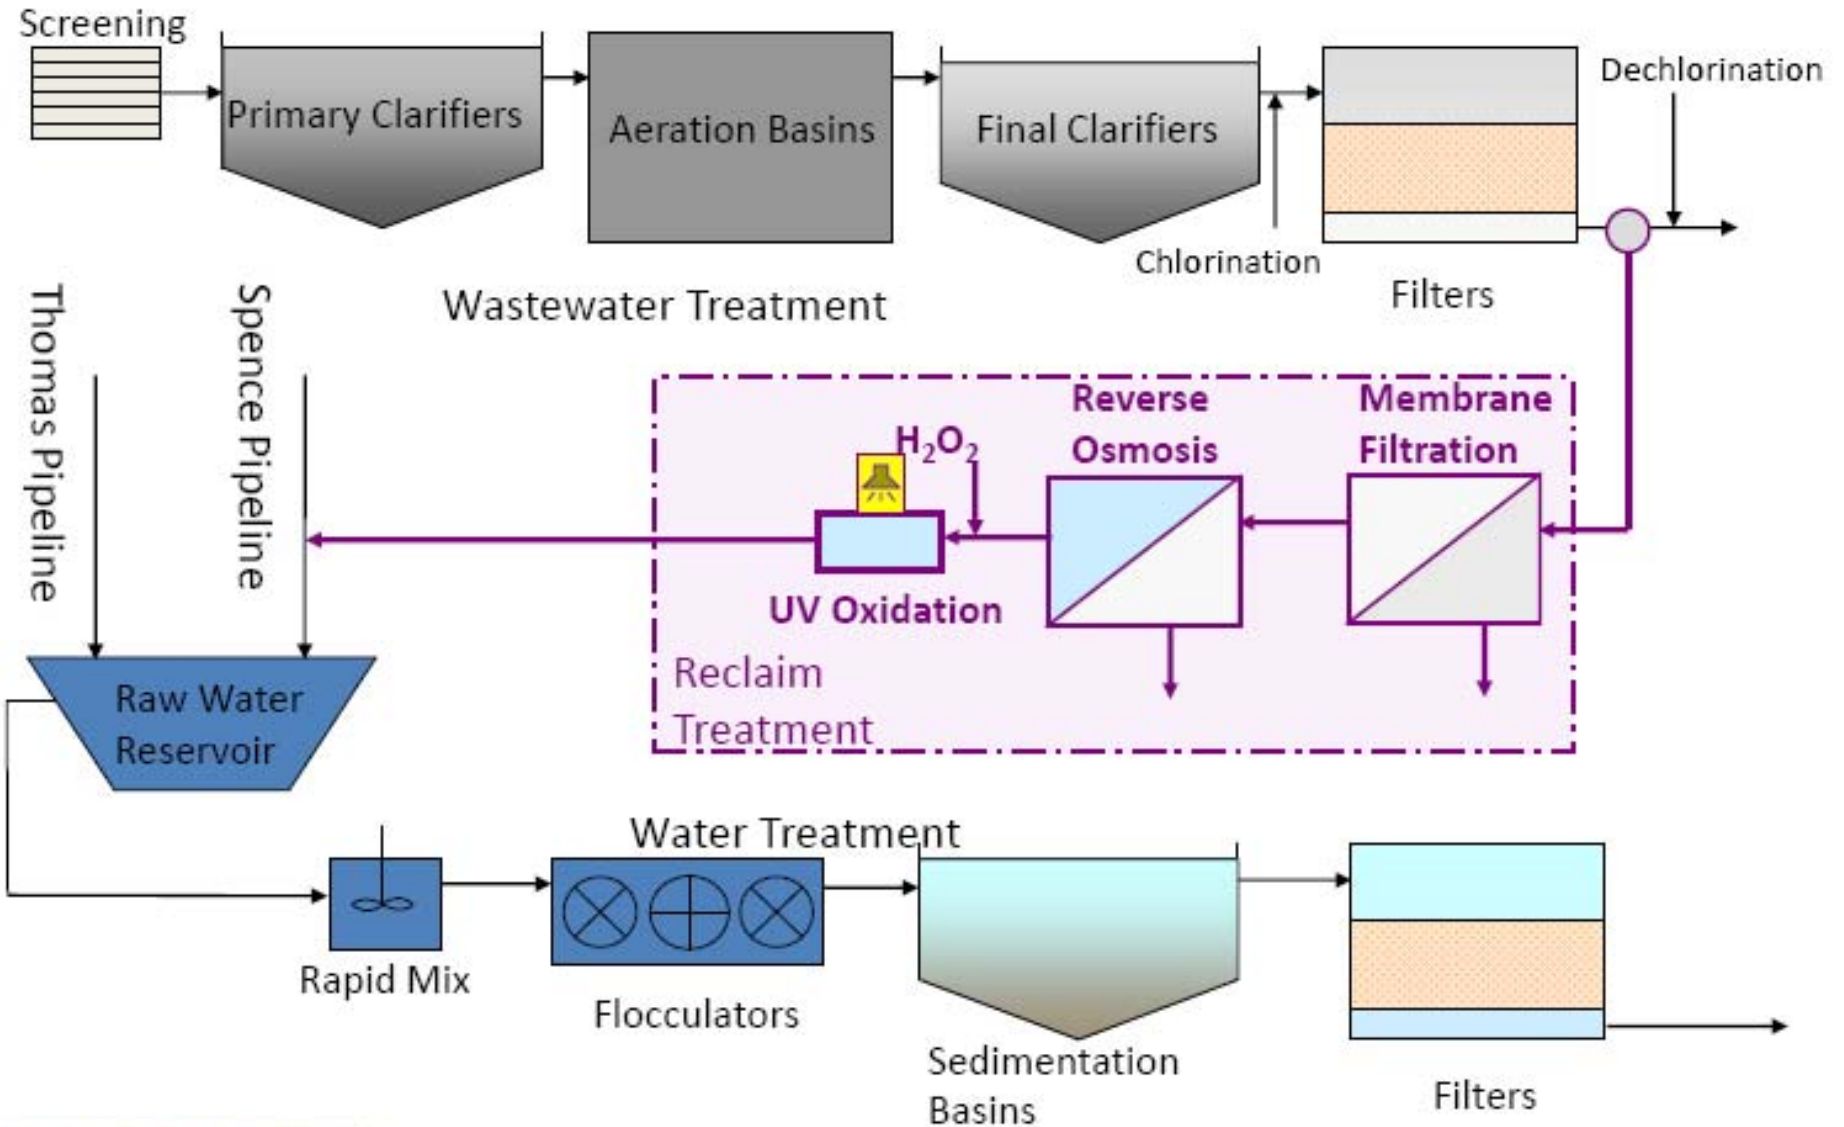 Screening
Primary Clarifiers
Aeration Basins
Final Clarifiers
Dechlorination
Chlorination
Filters
Wastewater Treatment
Thomas Pipeline
Spence Pipeline
Reverse
Osmosis
Membrane
Filtration
H₂O₂
UV Oxidation
Reclaim
Treatment
Raw Water
Reservoir
Water Treatment
Rapid Mix
Flocculators
Sedimentation
Basins
Filters